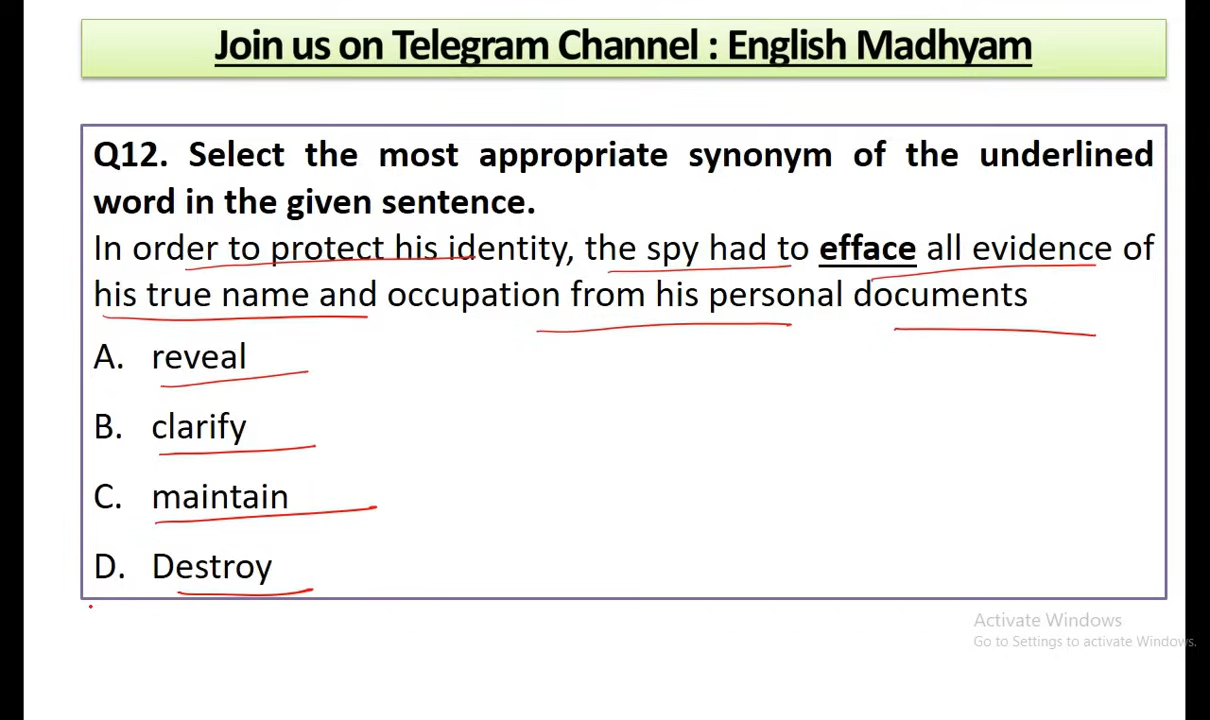 Join us on Telegram Channel : English Madhyam
Q12. Select the most appropriate synonym of the underlined
word in the given sentence.
In order to protect his identity, the spy had to efface all evidence of
his true name and occupation from his personal documents
A. reveal
B. clarify
C. maintain
D. Destroy
Activate Windows
Go to Settings to activate Windows.